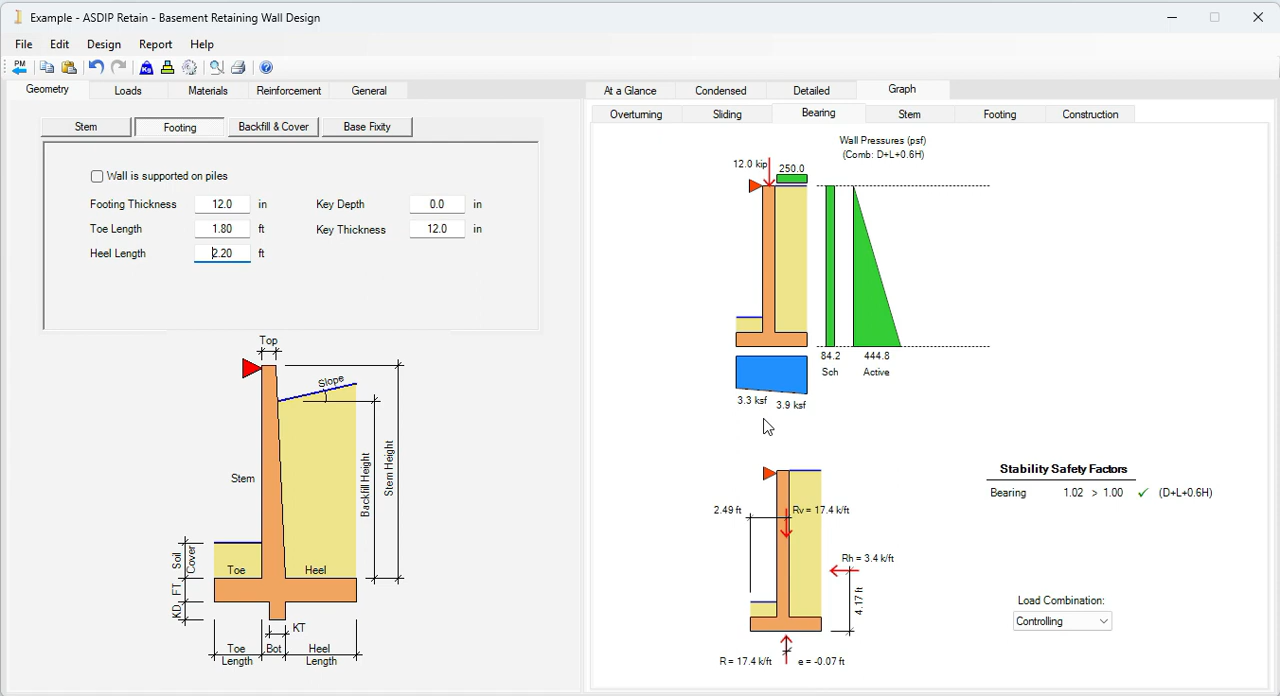 Example - ASDIP Retain - Basement Retaining Wall Design
File Edit Design Report Help
PM
Kg
Geometry Loads Materials Reinforcement General
Stem Footing Backfill & Cover Base Fixity
Wall is supported on piles
Footing Thickness 12.0 in Key Depth 0.0 in
Toe Length 1.80 ft Key Thickness 12.0 in
Heel Length 2.20 ft
Top
Slope
Stem
Backfill Height
Stem Height
Soil Cover
Toe Heel
FT
KD
KT
Toe Length Bot Heel Length
At a Glance Condensed Detailed Graph
Overturning Sliding Bearing Stem Footing Construction
Wall Pressures (psf)
(Comb: D+L+0.6H)
12.0 kip 250.0
84.2 444.8
Sch Active
3.3 ksf 3.9 ksf
Stability Safety Factors
Bearing 1.02 > 1.00 ✓ (D+L+0.6H)
2.49 ft Rv = 17.4 k/ft
Rh = 3.4 k/ft
4.17 ft
R = 17.4 k/ft e = -0.07 ft
Load Combination:
Controlling